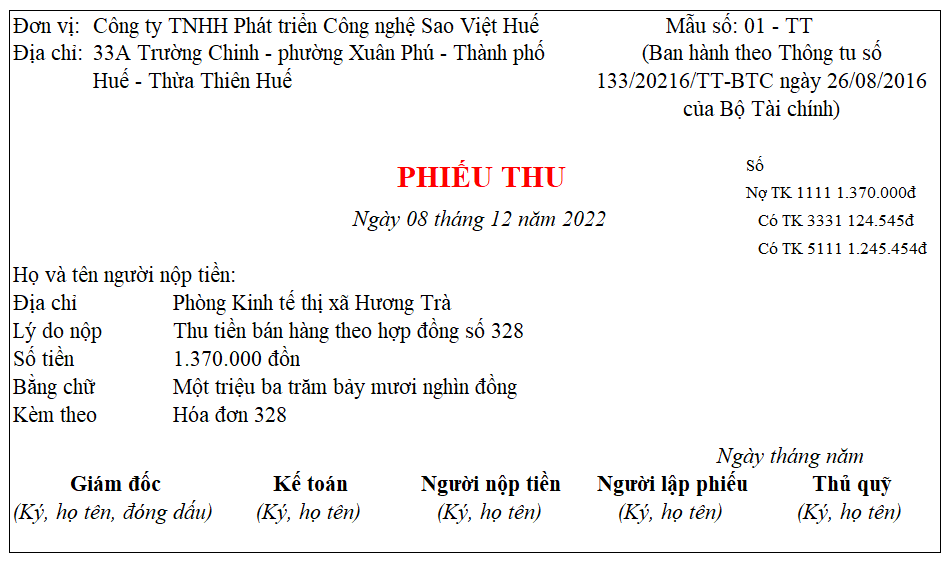 Đơn vị: Công ty TNHH Phát triển Công nghệ Sao Việt Huế
Mẫu số: 01 - TT
Địa chỉ: 33A Trường Chinh - phường Xuân Phú - Thành phố
Huế - Thừa Thiên Huế
(Ban hành theo Thông tu số
133/20216/TT-BTC ngày 26/08/2016
của Bộ Tài chính)
PHIẾU THU
Ngày 08 tháng 12 năm 2022
Số
Nợ TK 1111 1.370.000đ
Có TK 3331 124.545đ
Có TK 5111 1.245.454đ
Họ và tên người nộp tiền:
Địa chỉ Phòng Kinh tế thị xã Hương Trà
Lý do nộp Thu tiền bán hàng theo hợp đồng số 328
Số tiền 1.370.000 đồn
Bằng chữ Một triệu ba trăm bảy mươi nghìn đồng
Kèm theo Hóa đơn 328
Ngày tháng năm
Giám đốc Kế toán Người nộp tiền Người lập phiếu Thủ quỹ
(Ký, họ tên, đóng dấu) (Ký, họ tên) (Ký, họ tên) (Ký, họ tên) (Ký, họ tên)